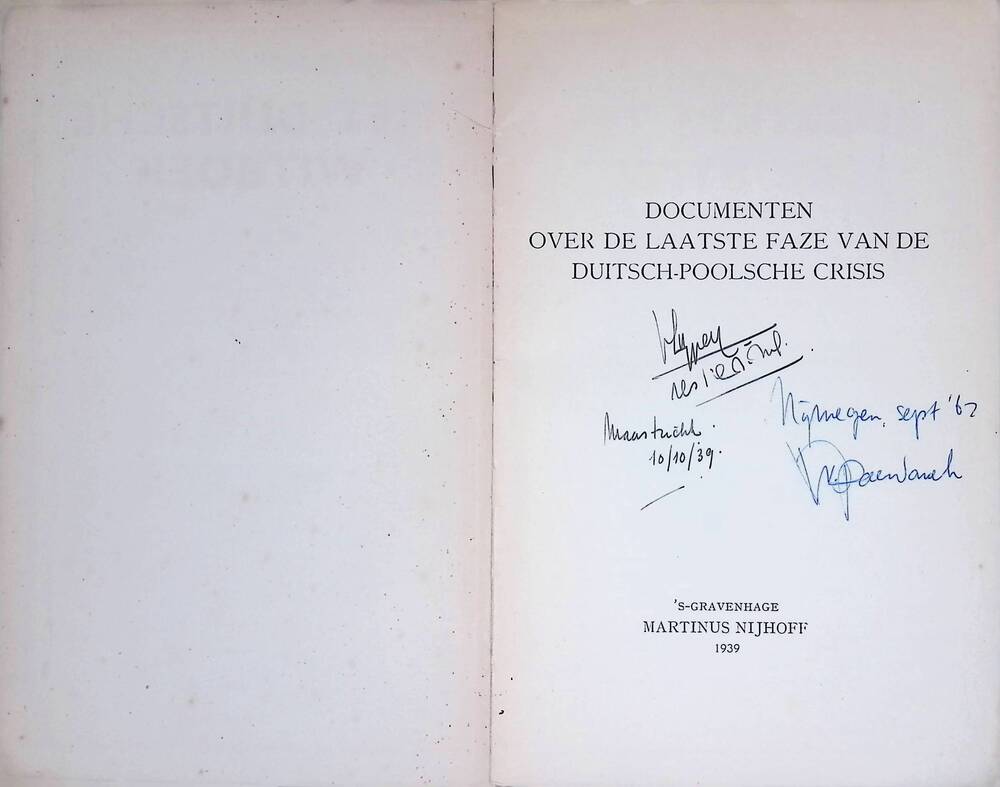 DOCUMENTEN
OVER DE LAATSTE FAZE VAN DE
DUITSCH-POOLSCHE CRISIS
Maastricht.
10/10/39.
Nijmegen, sept '62
'S-GRAVENHAGE
MARTINUS NIJHOFF
1939